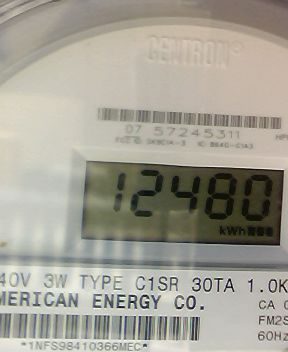 CENTRON®
07 57245311
12480
kWh
40V 3W TYPE C1SR 30TA 1.0K
MERICAN ENERGY CO.
CA 0
FM2S
60Hz
*1NFS98410366MEC*